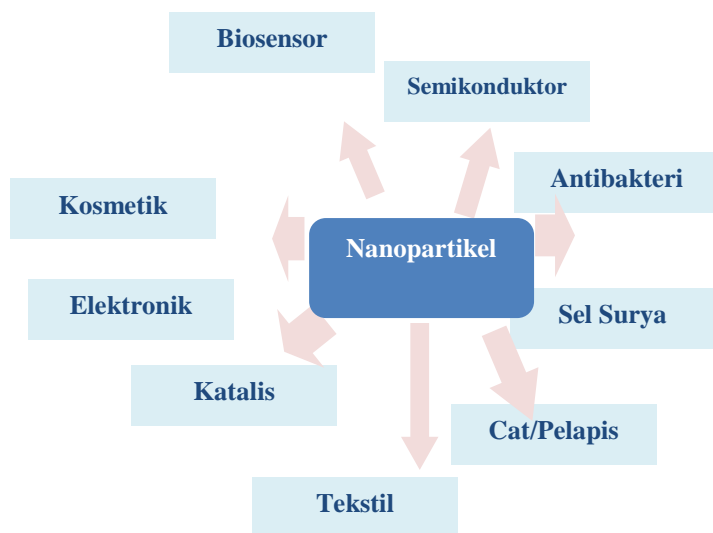 Biosensor
Semikonduktor
Antibakteri
Kosmetik
Nanopartikel
Elektronik
Sel Surya
Katalis
Cat/Pelapis
Tekstil